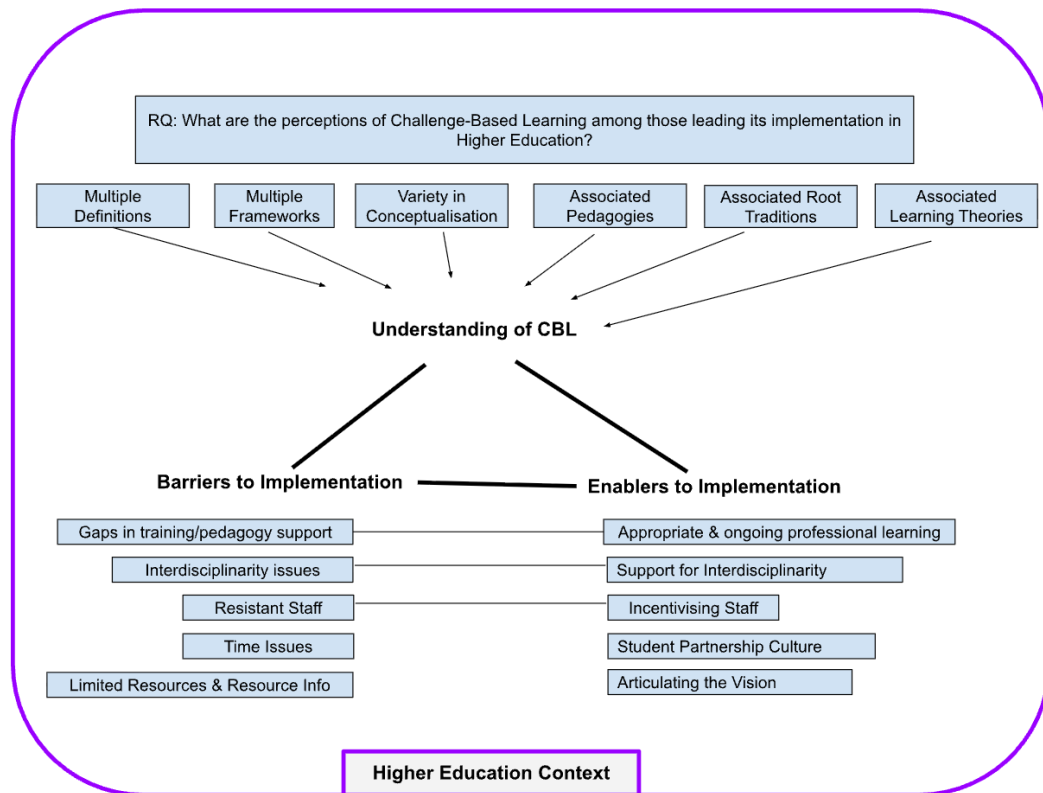 RQ: What are the perceptions of Challenge-Based Learning among those leading its implementation in
Higher Education?
Multiple
Definitions
Multiple
Frameworks
Variety in
Conceptualisation
Associated
Pedagogies
Associated Root
Traditions
Associated
Learning Theories
Understanding of CBL
Barriers to Implementation
Enablers to Implementation
Gaps in training/pedagogy support
Appropriate & ongoing professional learning
Interdisciplinarity issues
Support for Interdisciplinarity
Resistant Staff
Incentivising Staff
Time Issues
Student Partnership Culture
Limited Resources & Resource Info
Articulating the Vision
Higher Education Context